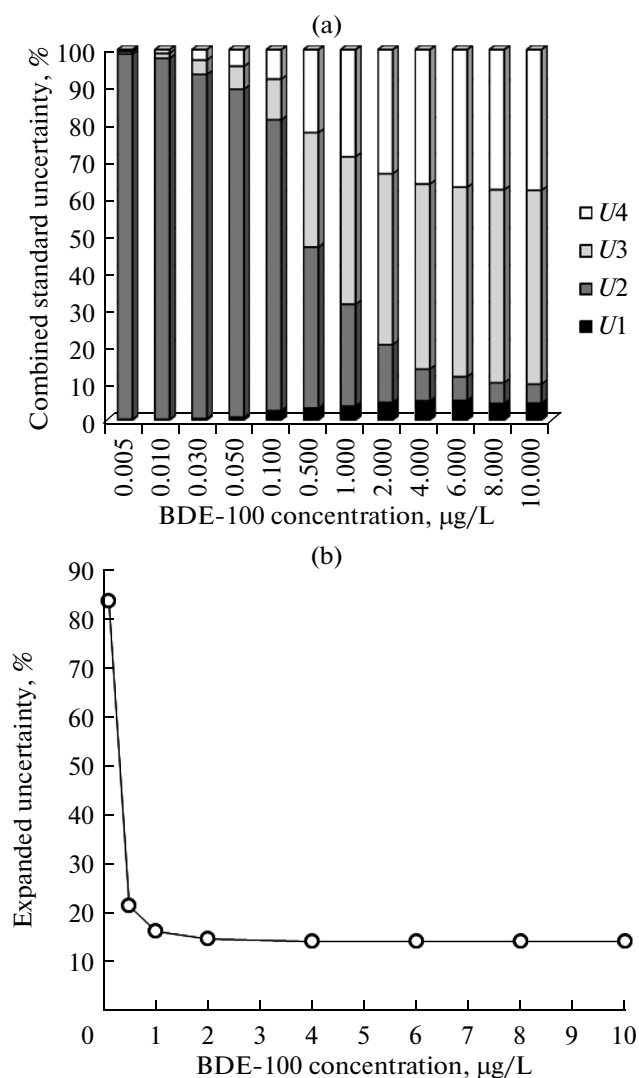 (a)
Combined standard uncertainty, %
100
90
80
70
60
50
40
30
20
10
0
0.005
0.010
0.030
0.050
0.100
0.500
1.000
2.000
4.000
6.000
8.000
10.000
BDE-100 concentration, μg/L
U4
U3
U2
U1
(b)
Expanded uncertainty, %
90
80
70
60
50
40
30
20
10
0 1 2 3 4 5 6 7 8 9 10
BDE-100 concentration, μg/L